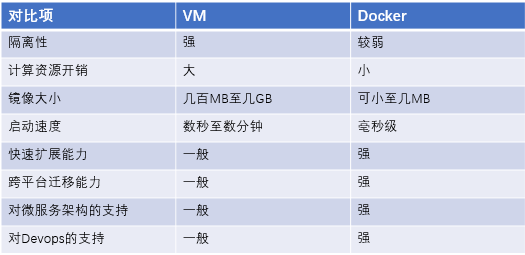 对比项 VM Docker
隔离性 强 较弱
计算资源开销 大 小
镜像大小 几百MB至几GB 可小至几MB
启动速度 数秒至数分钟 毫秒级
快速扩展能力 一般 强
跨平台迁移能力 一般 强
对微服务架构的支持 一般 强
对Devops的支持 一般 强